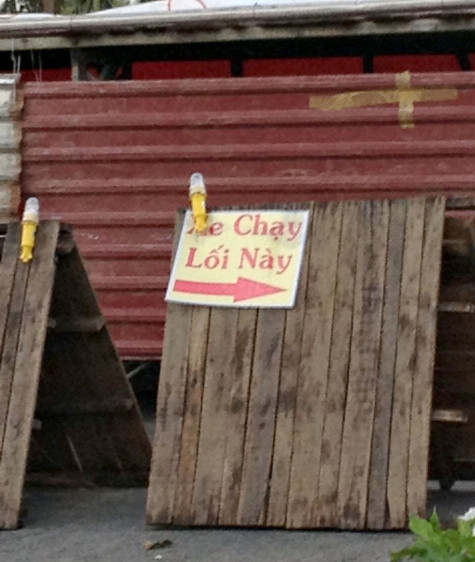 Xe Chạy
Lối Này